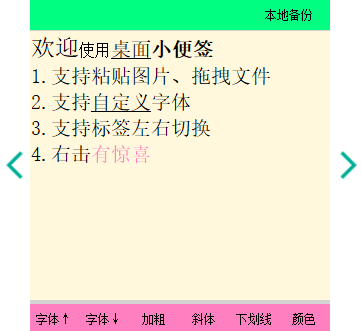 本地备份
欢迎使用桌面小便签
1.支持粘贴图片、拖拽文件
2.支持自定义字体
3.支持标签左右切换
4.右击有惊喜
字体↑ 字体↓ 加粗 斜体 下划线 颜色